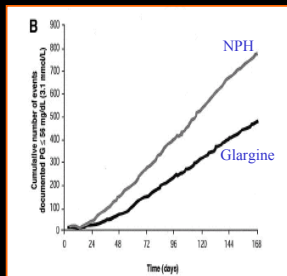 B
NPH
Glargine
Cumulative number of events
documented PG ≤ 56 mg/dL (3.1 mmol/L)
900
800
700
600
500
400
300
200
100
0
0 24 48 72 96 120 144 168
Time (days)